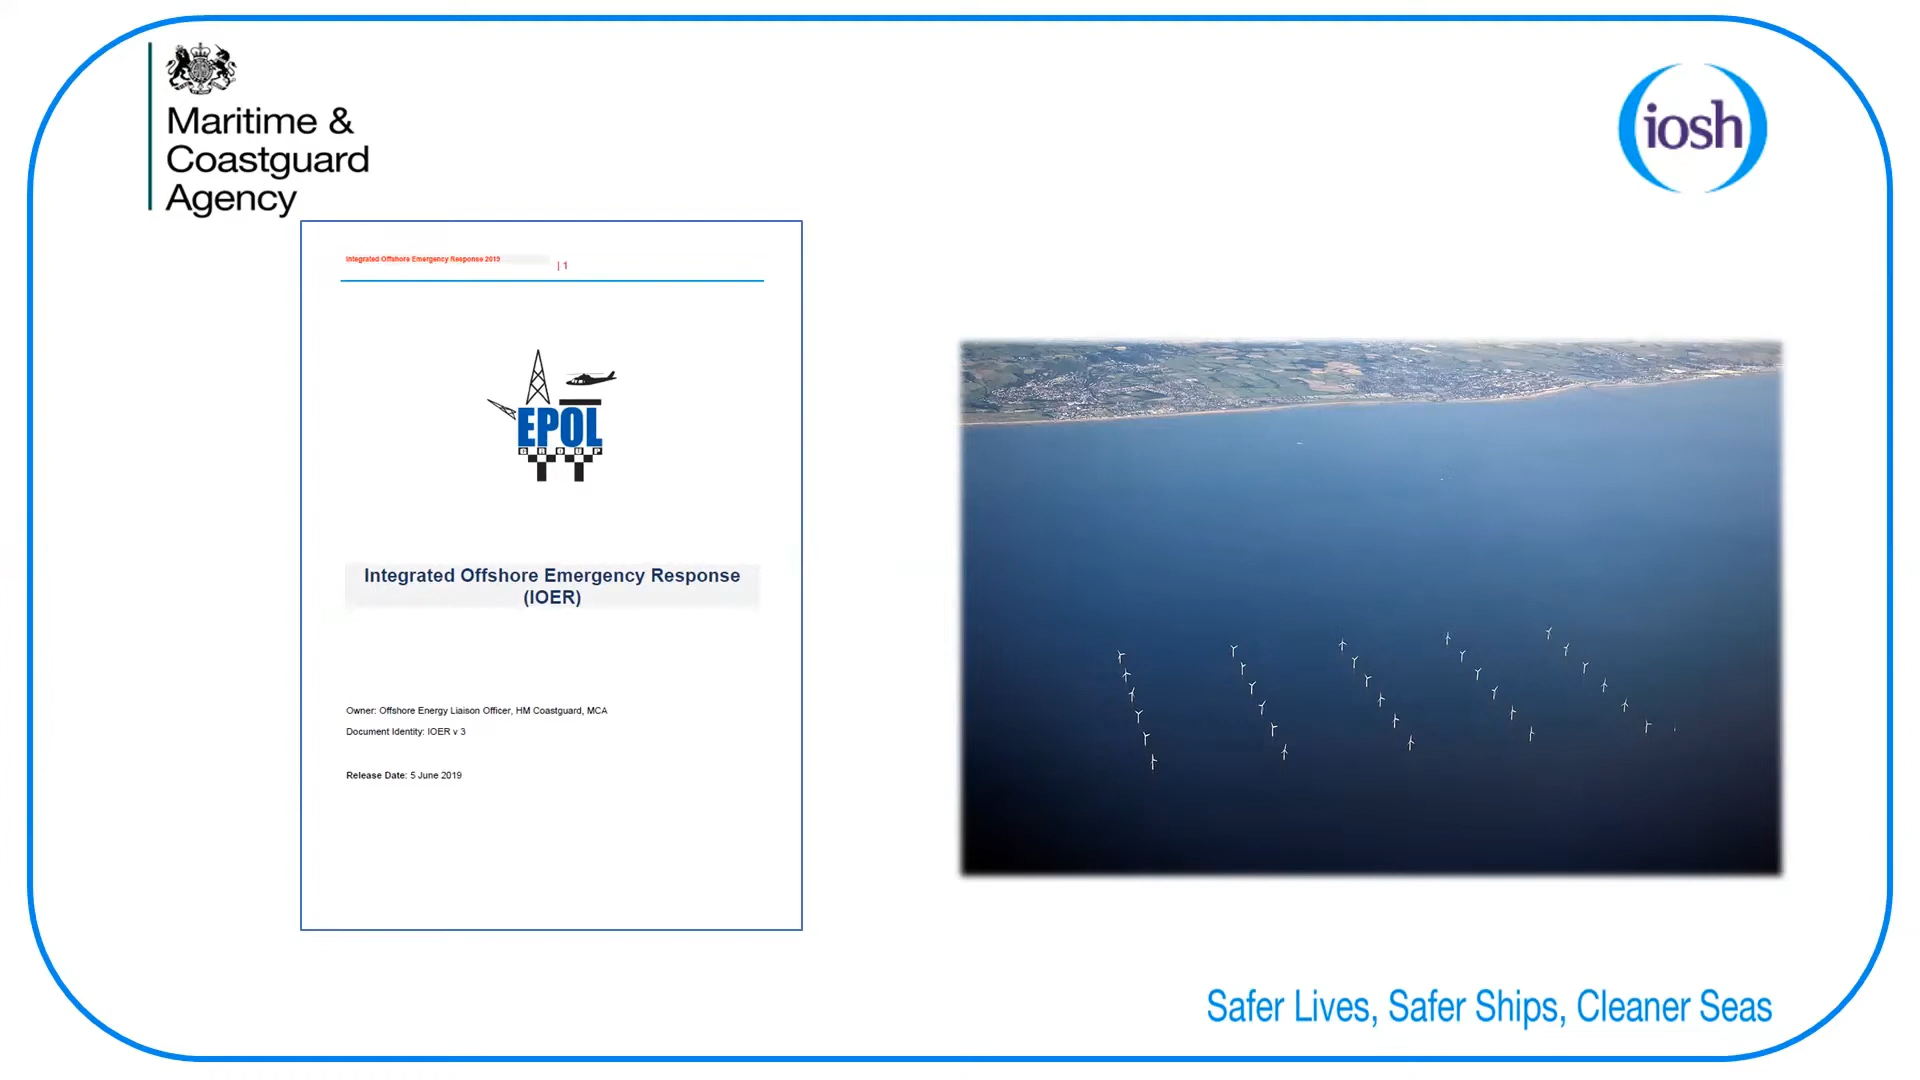 Maritime &
Coastguard
Agency
iosh
Integrated Offshore Emergency Response 2019
| 1
EPOL
GROUP
Integrated Offshore Emergency Response
(IOER)
Owner: Offshore Energy Liaison Officer, HM Coastguard, MCA
Document Identity: IOER v 3
Release Date: 5 June 2019
Safer Lives, Safer Ships, Cleaner Seas